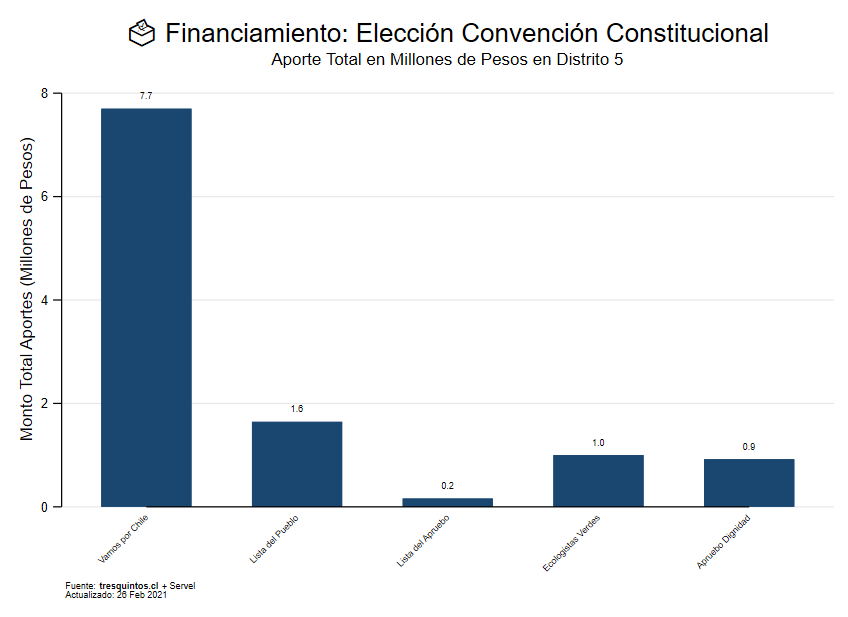 Financiamiento: Elección Convención Constitucional
Aporte Total en Millones de Pesos en Distrito 5
Monto Total Aportes (Millones de Pesos)
8
6
4
2
0
7.7
1.6
0.2
1.0
0.9
Vamos por Chile
Lista del Pueblo
Lista del Apruebo
Ecologistas Verdes
Apruebo Dignidad
Fuente: tresquintos.cl + Servel
Actualizado: 26 Feb 2021